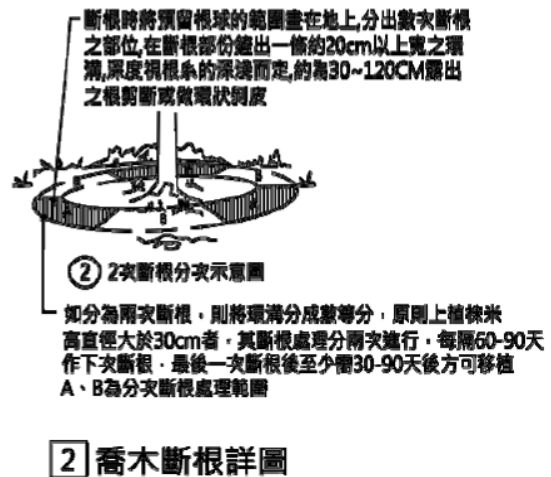 斷根時將預留根球的範圍畫在地上,分出數次斷根
之部位,在斷根部份鏟出一條約20cm以上寬之環
溝,深度視根系的深淺而定,約為30~120CM露出
之根剪斷或做環狀剝皮
A
B
② 2次斷根分次示意圖
如分為兩次斷根,則將環溝分成數等分,原則上植株米
高直徑大於30cm者,其斷根處理分兩次進行,每隔60-90天
作下次斷根,最後一次斷根後至少需30-90天後方可移植
A、B為分次斷根處理範圍
2 喬木斷根詳圖